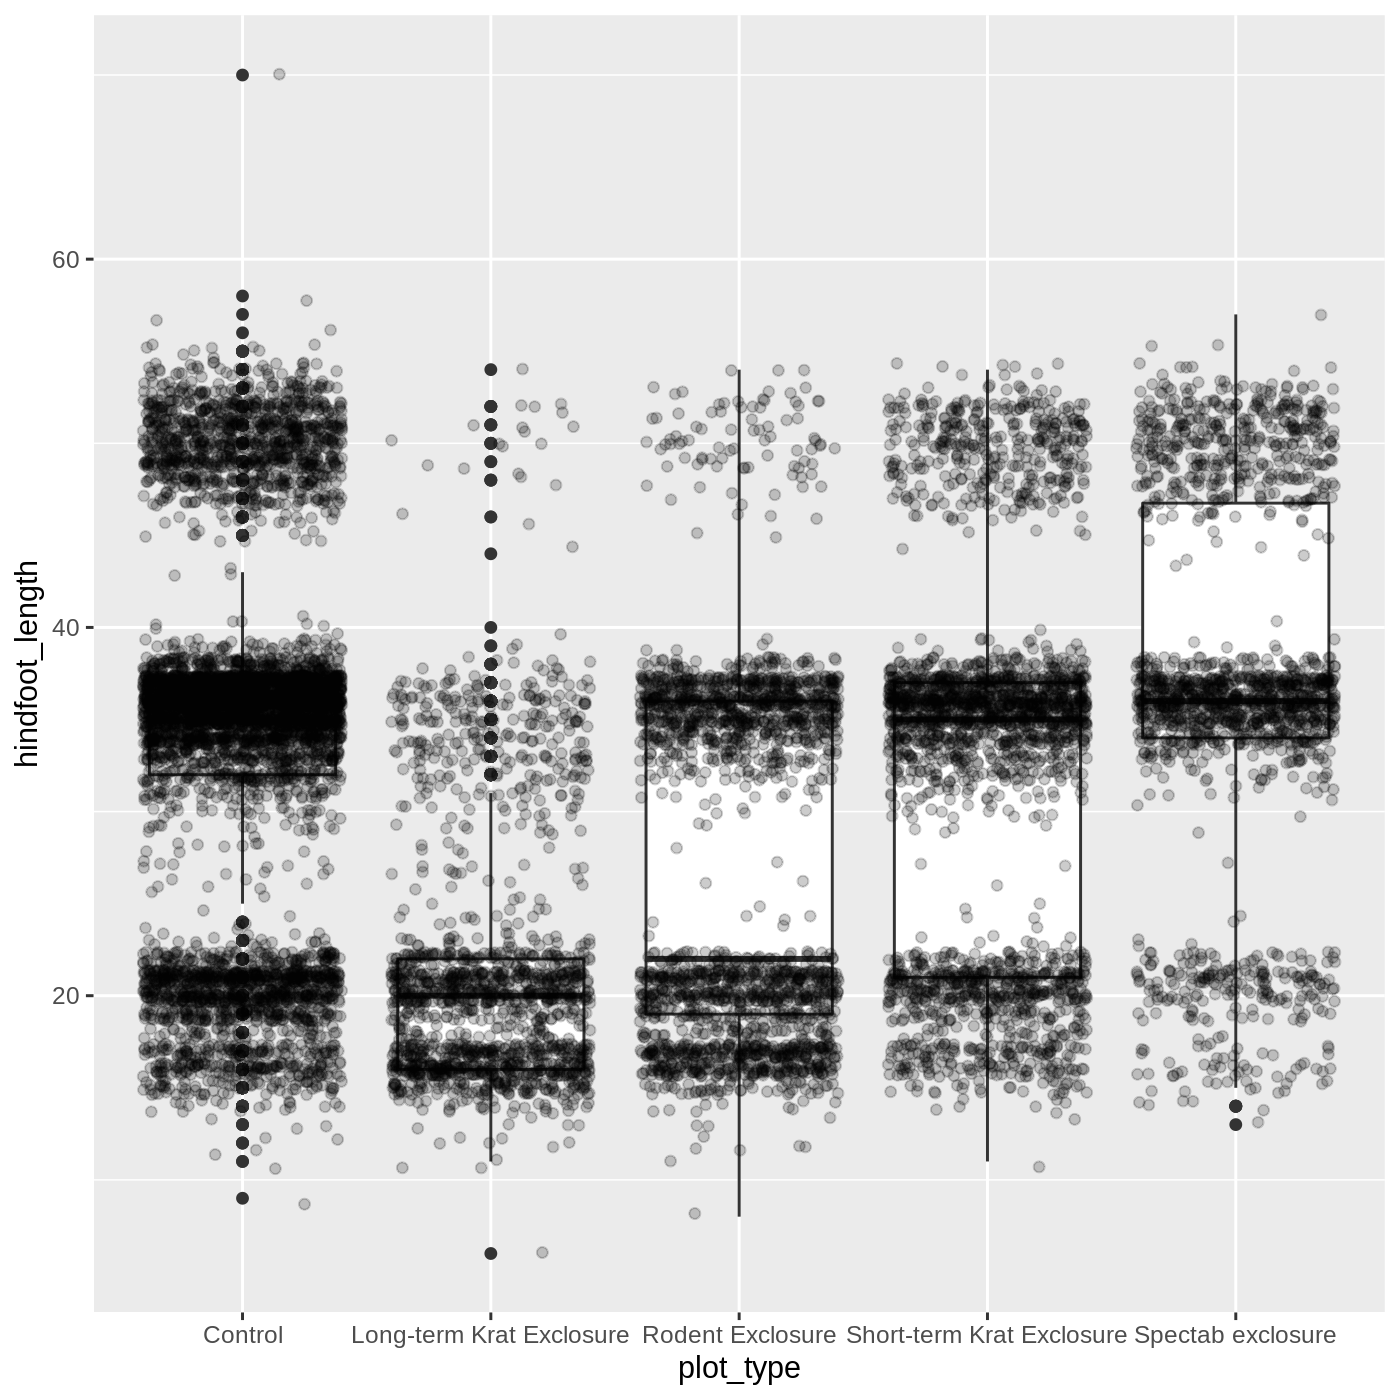 hindfoot_length
60
40
20
Control Long-term Krat Exclosure Rodent Exclosure Short-term Krat Exclosure Spectab exclosure
plot_type